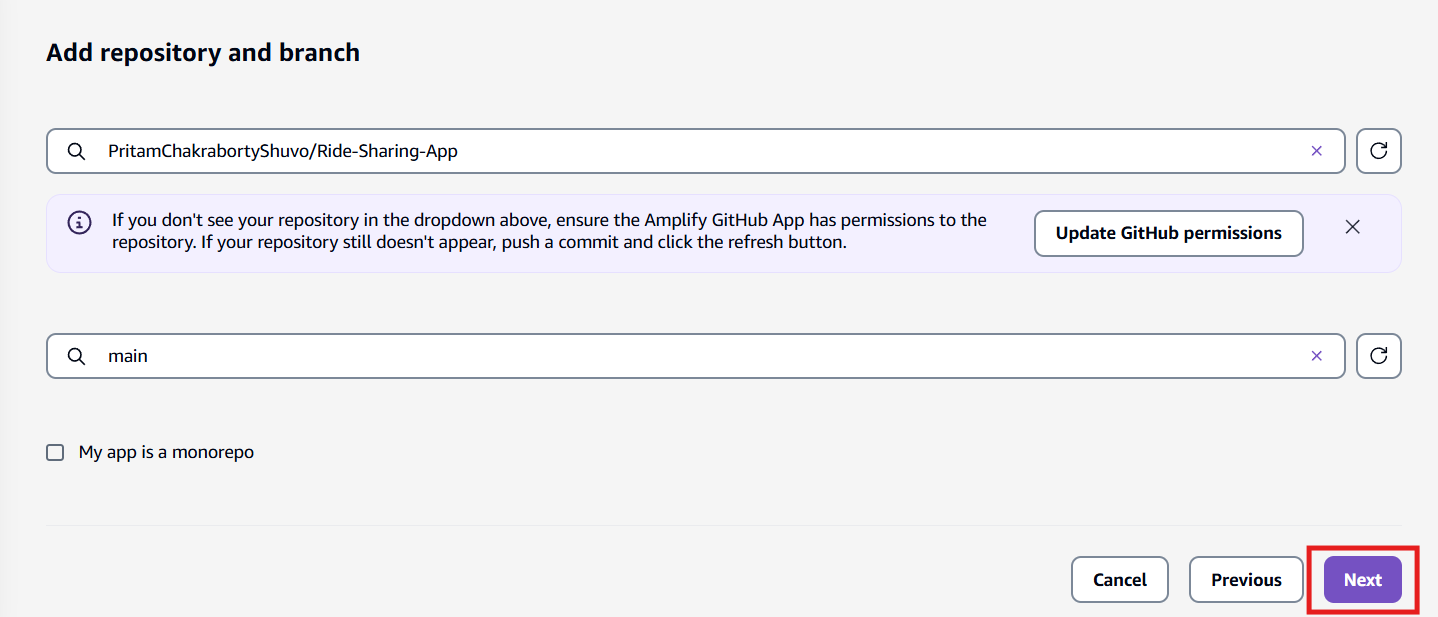 Add repository and branch
PritamChakrabortyShuvo/Ride-Sharing-App
If you don't see your repository in the dropdown above, ensure the Amplify GitHub App has permissions to the
repository. If your repository still doesn't appear, push a commit and click the refresh button.
Update GitHub permissions
main
My app is a monorepo
Cancel
Previous
Next